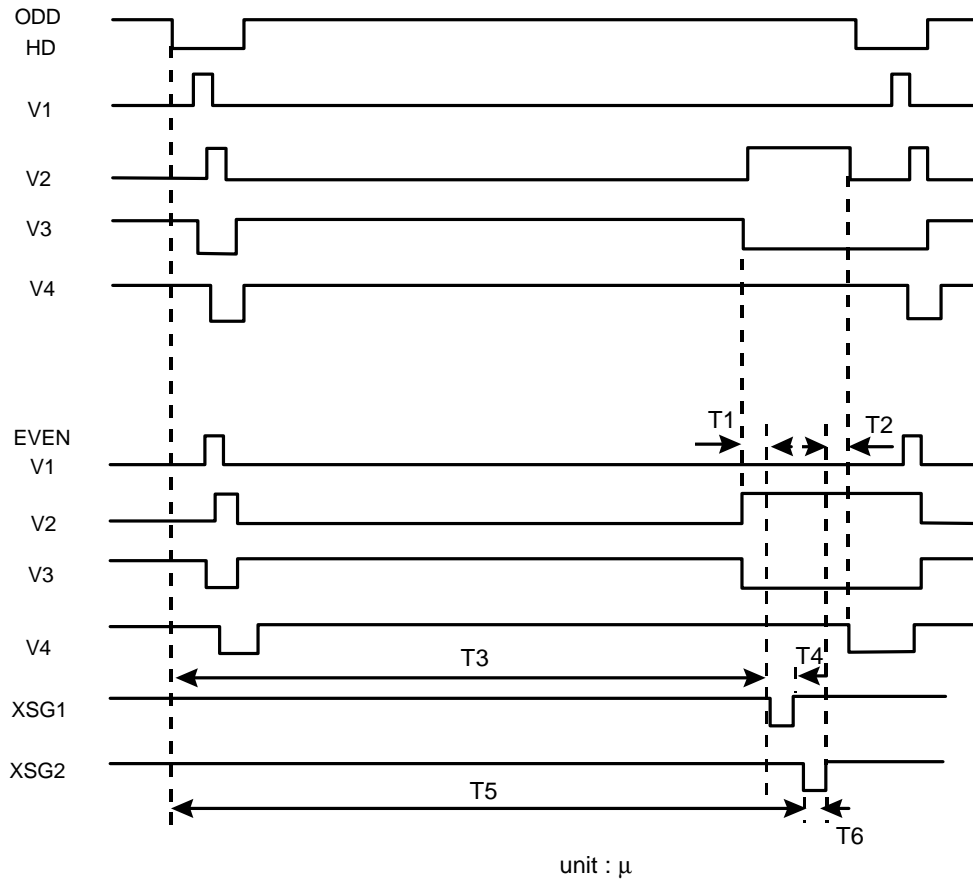 ODD
HD
V1
V2
V3
V4
EVEN
T1
T2
V1
V2
V3
V4
T3
T4
XSG1
XSG2
T5
T6
unit : μ